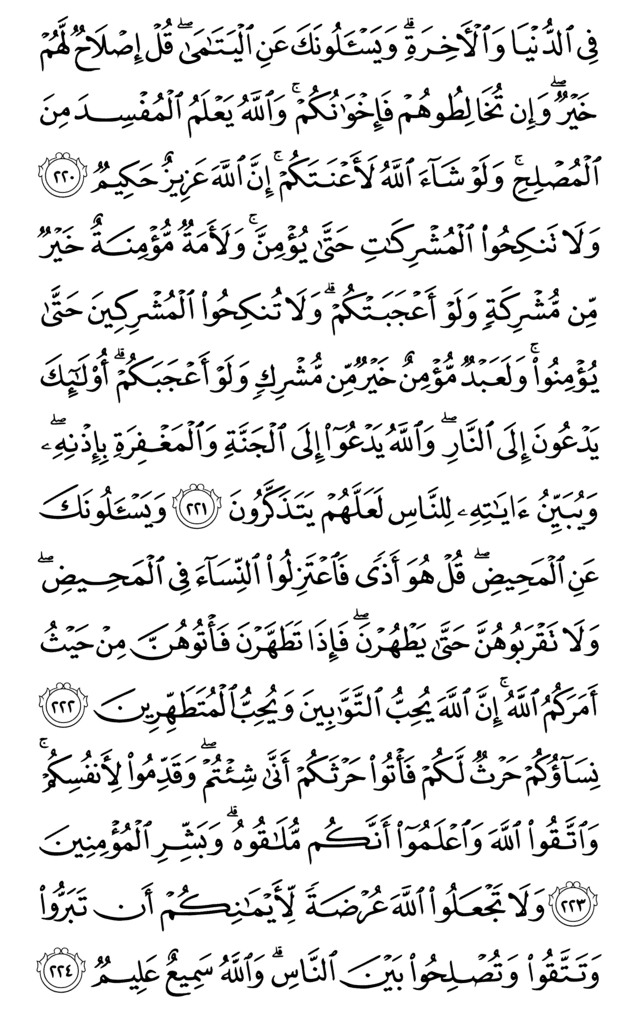 فِى ٱلدُّنۡيَا وَٱلۡأَخِرَةِۗ وَيَسۡـَٔلُونَكَ عَنِ ٱلۡيَتَٰمَىٰۖ قُلۡ إِصۡلَاحٌ لَّهُمۡ
خَيۡرٌۖ وَإِن تُخَالِطُوهُمۡ فَإِخۡوَٰنُكُمۡۚ وَٱللَّهُ يَعۡلَمُ ٱلۡمُفۡسِدَ مِنَ
ٱلۡمُصۡلِحِۚ وَلَوۡ شَآءَ ٱللَّهُ لَأَعۡنَتَكُمۡۚ إِنَّ ٱللَّهَ عَزِيزٌ حَكِيمٌ ٢٢٠
وَلَا تَنكِحُواْ ٱلۡمُشۡرِكَٰتِ حَتَّىٰ يُؤۡمِنَّۚ وَلَأَمَةٌ مُّؤۡمِنَةٌ خَيۡرٌ
مِّن مُّشۡرِكَةٍ وَلَوۡ أَعۡجَبَتۡكُمۡۗ وَلَا تُنكِحُواْ ٱلۡمُشۡرِكِينَ حَتَّىٰ
يُؤۡمِنُواْۚ وَلَعَبۡدٌ مُّؤۡمِنٌ خَيۡرٌ مِّن مُّشۡرِكٍ وَلَوۡ أَعۡجَبَكُمۡۗ أُوْلَٰٓئِكَ
يَدۡعُونَ إِلَى ٱلنَّارِۖ وَٱللَّهُ يَدۡعُوٓاْ إِلَى ٱلۡجَنَّةِ وَٱلۡمَغۡفِرَةِ بِإِذۡنِهِۦۖ
وَيُبَيِّنُ ءَايَٰتِهِۦ لِلنَّاسِ لَعَلَّهُمۡ يَتَذَكَّرُونَ ٢٢١ وَيَسۡـَٔلُونَكَ
عَنِ ٱلۡمَحِيضِۖ قُلۡ هُوَ أَذًى فَٱعۡتَزِلُواْ ٱلنِّسَآءَ فِى ٱلۡمَحِيضِۖ
وَلَا تَقۡرَبُوهُنَّ حَتَّىٰ يَطۡهُرۡنَۖ فَإِذَا تَطَهَّرۡنَ فَأۡتُوهُنَّ مِنۡ حَيۡثُ
أَمَرَكُمُ ٱللَّهُۚ إِنَّ ٱللَّهَ يُحِبُّ ٱلتَّوَّٰبِينَ وَيُحِبُّ ٱلۡمُتَطَهِّرِينَ ٢٢٢
نِسَآؤُكُمۡ حَرۡثٌ لَّكُمۡ فَأۡتُواْ حَرۡثَكُمۡ أَنَّىٰ شِئۡتُمۡۖ وَقَدِّمُواْ لِأَنفُسِكُمۡۚ
وَٱتَّقُواْ ٱللَّهَ وَٱعۡلَمُوٓاْ أَنَّكُم مُّلَٰقُوهُۗ وَبَشِّرِ ٱلۡمُؤۡمِنِينَ
٢٢٣ وَلَا تَجۡعَلُواْ ٱللَّهَ عُرۡضَةً لِّأَيۡمَٰنِكُمۡ أَن تَبَرُّواْ
وَتَتَّقُواْ وَتُصۡلِحُواْ بَيۡنَ ٱلنَّاسِۗ وَٱللَّهُ سَمِيعٌ عَلِيمٌ ٢٢٤